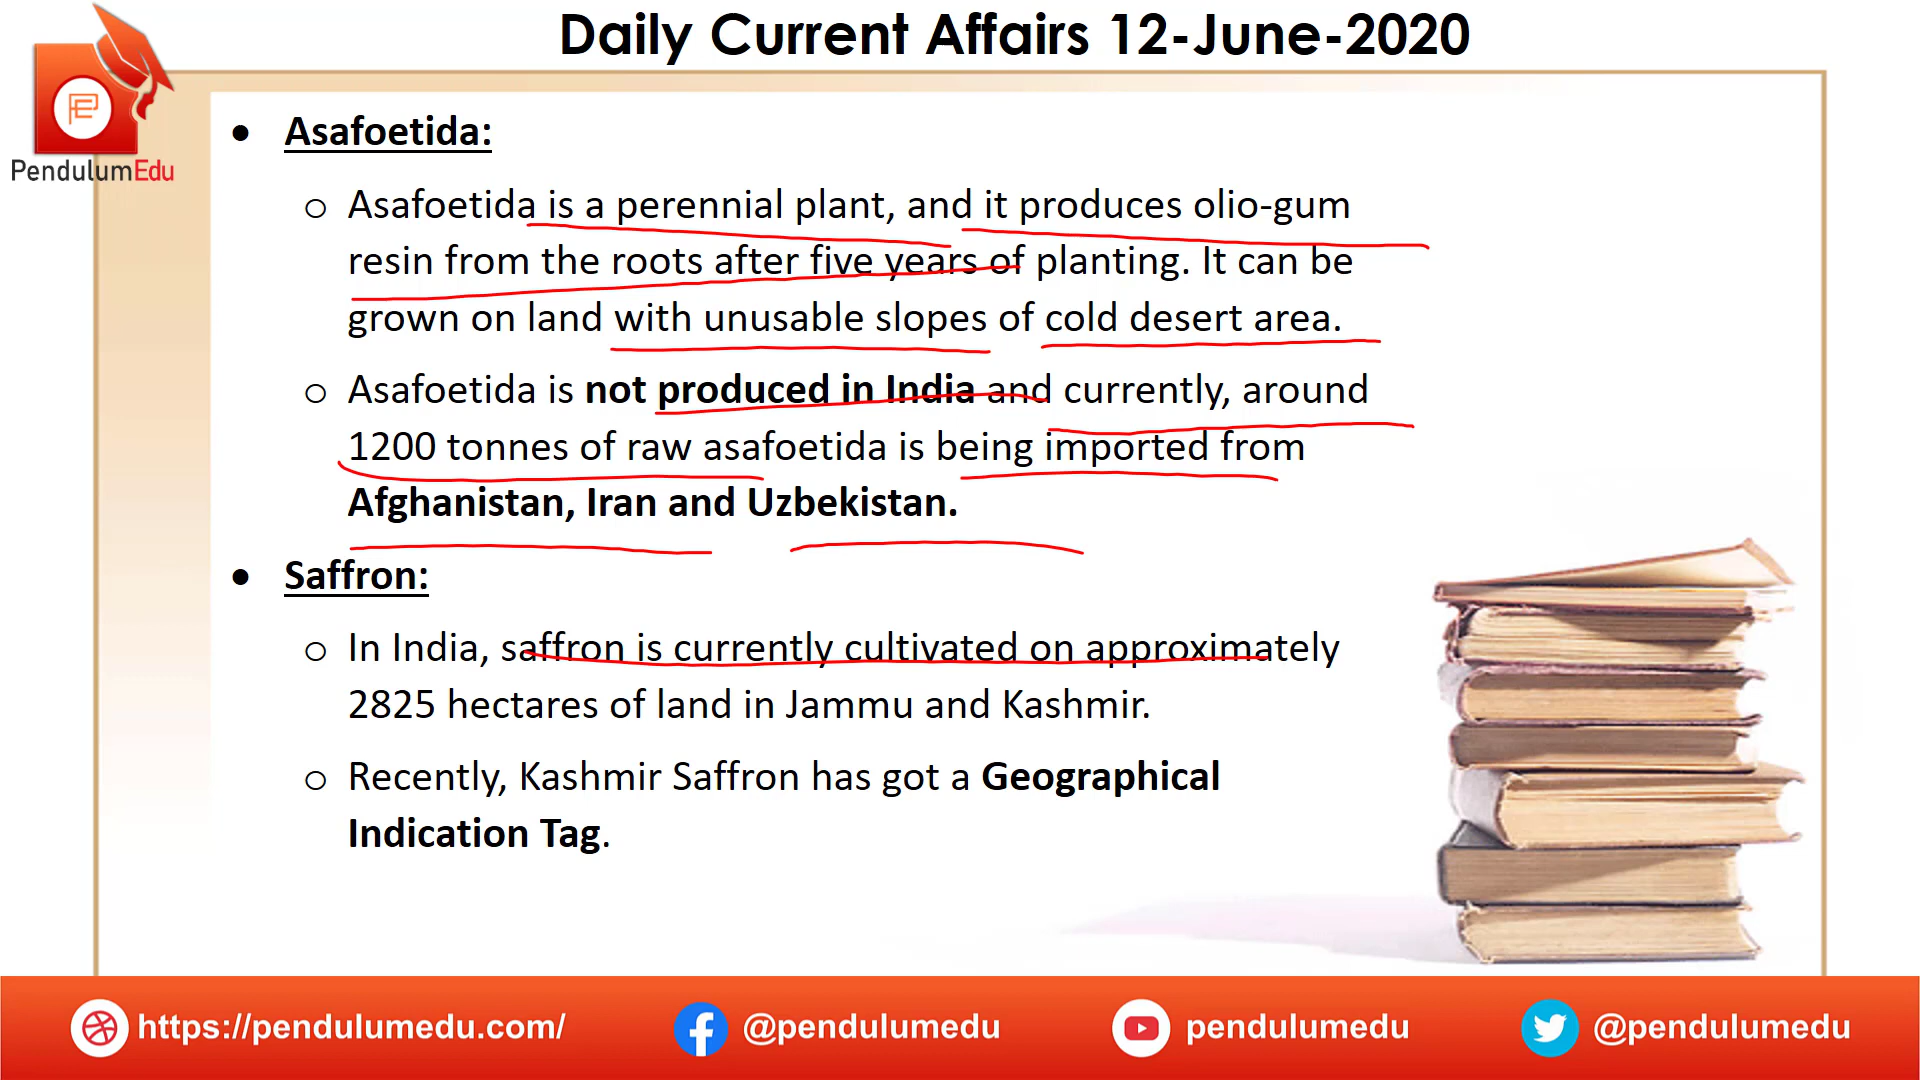 Daily Current Affairs 12-June-2020
PendulumEdu
• Asafoetida:
o Asafoetida is a perennial plant, and it produces olio-gum
resin from the roots after five years of planting. It can be
grown on land with unusable slopes of cold desert area.
o Asafoetida is not produced in India and currently, around
1200 tonnes of raw asafoetida is being imported from
Afghanistan, Iran and Uzbekistan.
• Saffron:
o In India, saffron is currently cultivated on approximately
2825 hectares of land in Jammu and Kashmir.
o Recently, Kashmir Saffron has got a Geographical
Indication Tag.
https://pendulumedu.com/ @pendulumedu pendulumedu @pendulumedu